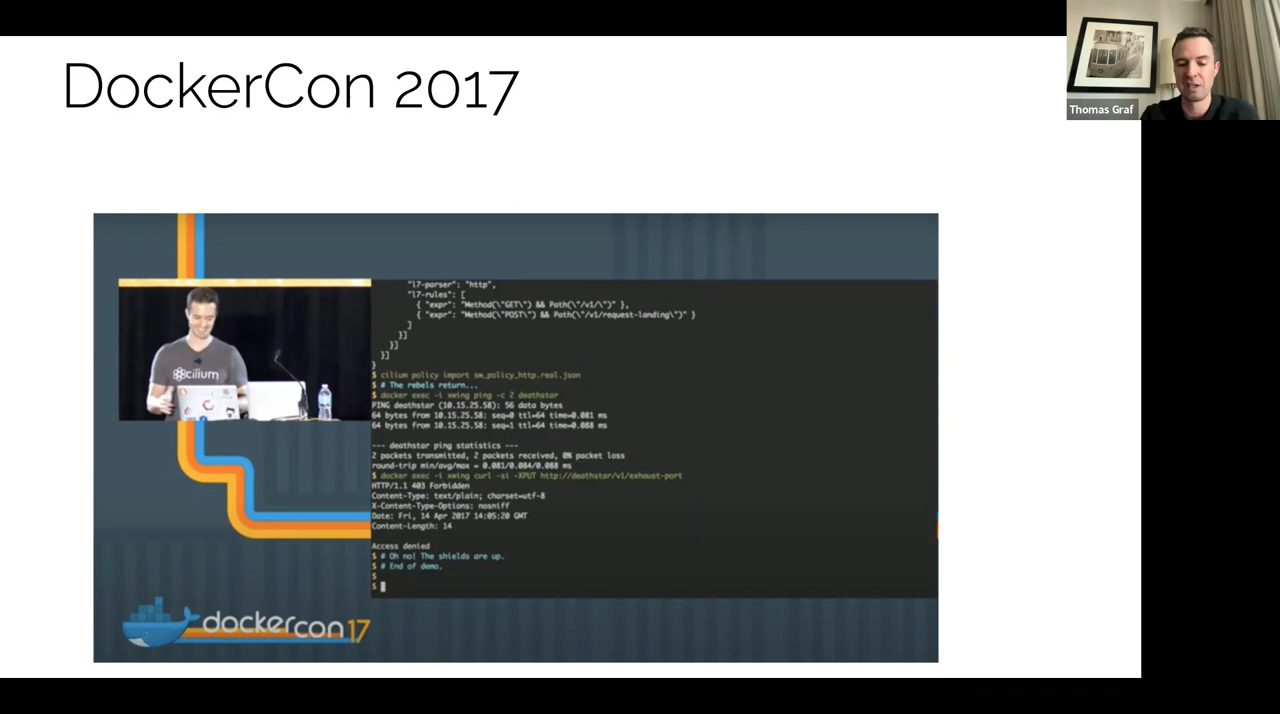 DockerCon 2017
Thomas Graf
"l7-parser": "http",
"l7-rules": [
{ "expr": "Method(\"GET\") && Path(\"/v1/\")" },
{ "expr": "Method(\"POST\") && Path(\"/v1/request-landing\")" }
]
}]
}]
}]
}
$ cilium policy import sw_policy_http.real.json
$ # The rebels return...
$ docker exec -i xwing ping -c 2 deathstar
PING deathstar (10.15.25.58): 56 data bytes
64 bytes from 10.15.25.58: seq=0 ttl=64 time=0.081 ms
64 bytes from 10.15.25.58: seq=1 ttl=64 time=0.088 ms
--- deathstar ping statistics ---
2 packets transmitted, 2 packets received, 0% packet loss
round-trip min/avg/max = 0.081/0.084/0.088 ms
$ docker exec -i xwing curl -si -XPUT http://deathstar/v1/exhaust-port
HTTP/1.1 403 Forbidden
Content-Type: text/plain; charset=utf-8
X-Content-Type-Options: nosniff
Date: Fri, 14 Apr 2017 14:05:20 GMT
Content-Length: 14
Access denied
$ # Oh no! The shields are up.
$ # End of demo.
$
$
cilium
dockercon17